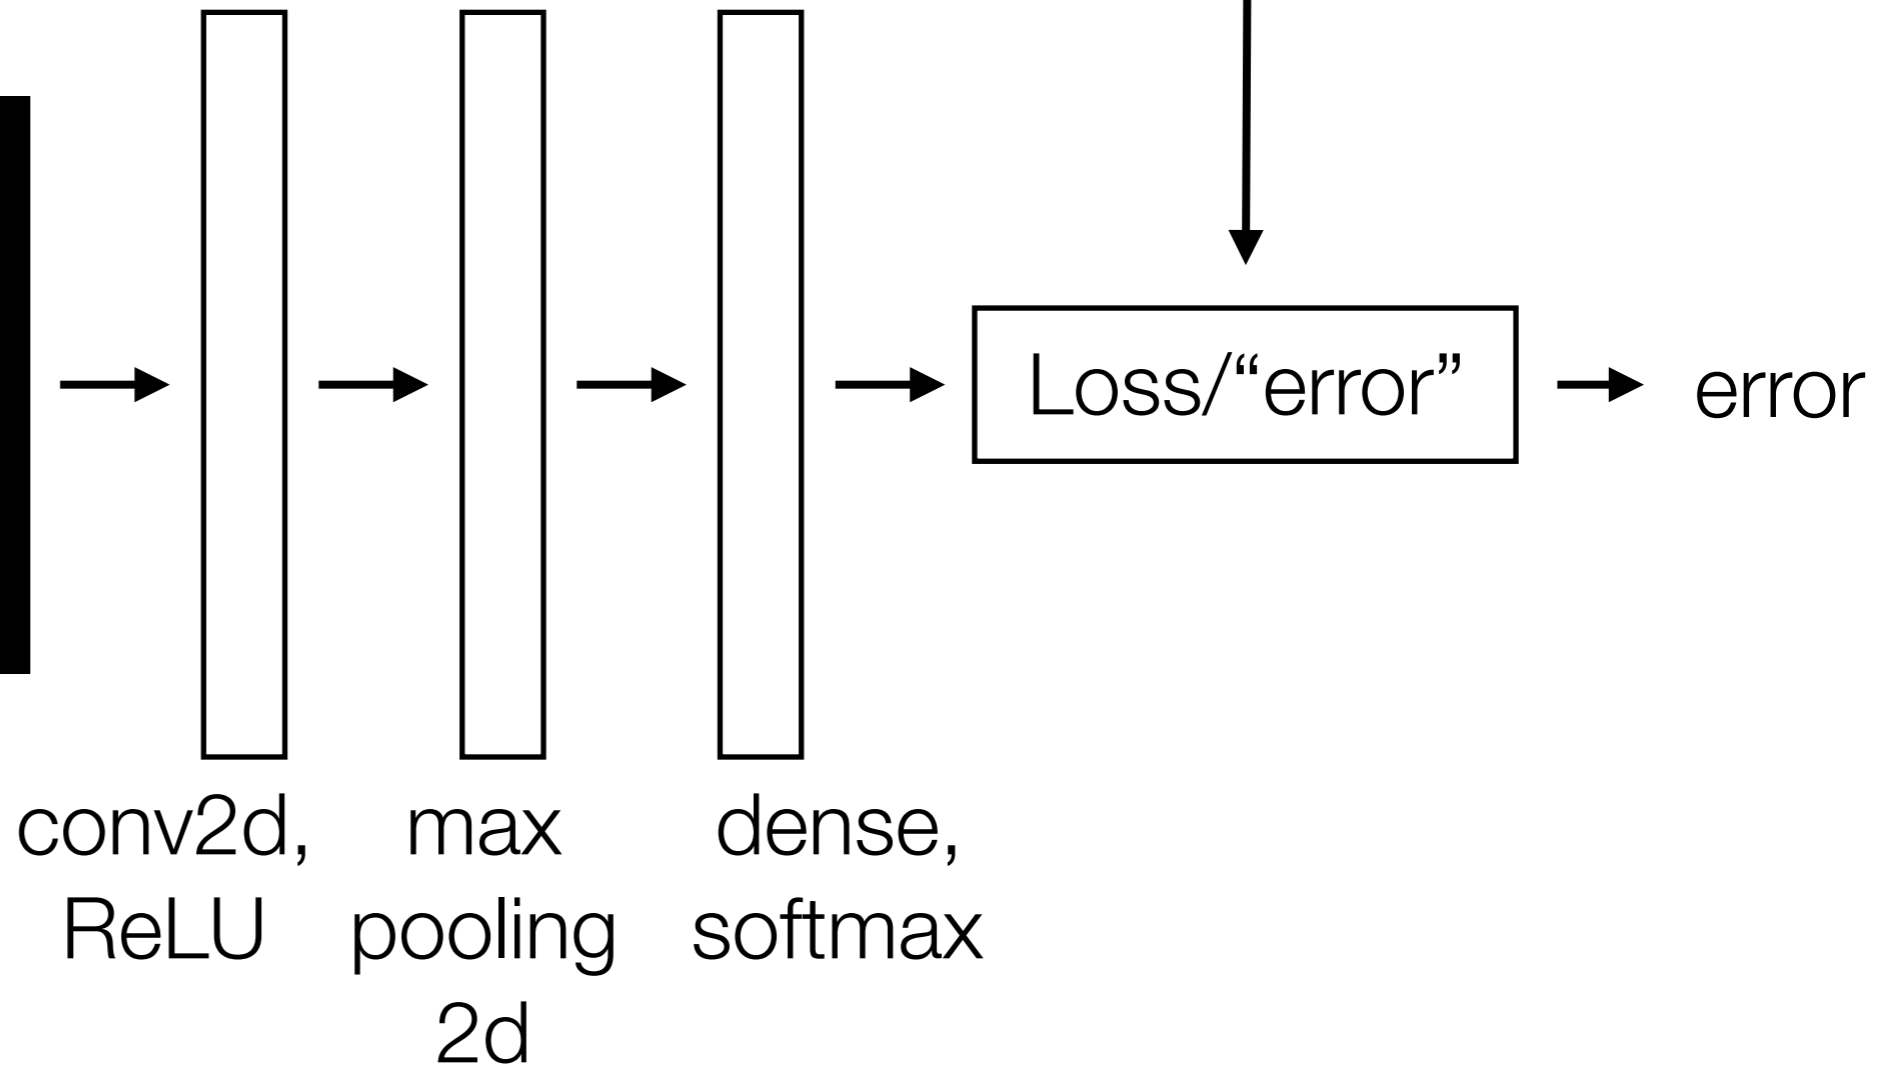 Loss/“error”
error
conv2d,
ReLU
max
pooling
2d
dense,
softmax